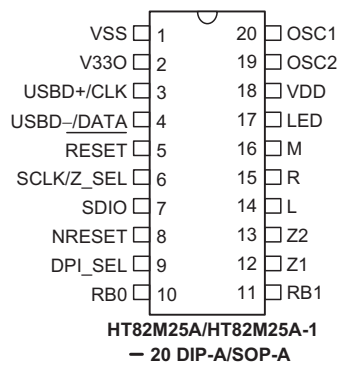 VSS 1 20 OSC1
V33O 2 19 OSC2
USBD+/CLK 3 18 VDD
USBD−/DATA 4 17 LED
RESET 5 16 M
SCLK/Z_SEL 6 15 R
SDIO 7 14 L
NRESET 8 13 Z2
DPI_SEL 9 12 Z1
RB0 10 11 RB1
HT82M25A/HT82M25A-1
− 20 DIP-A/SOP-A